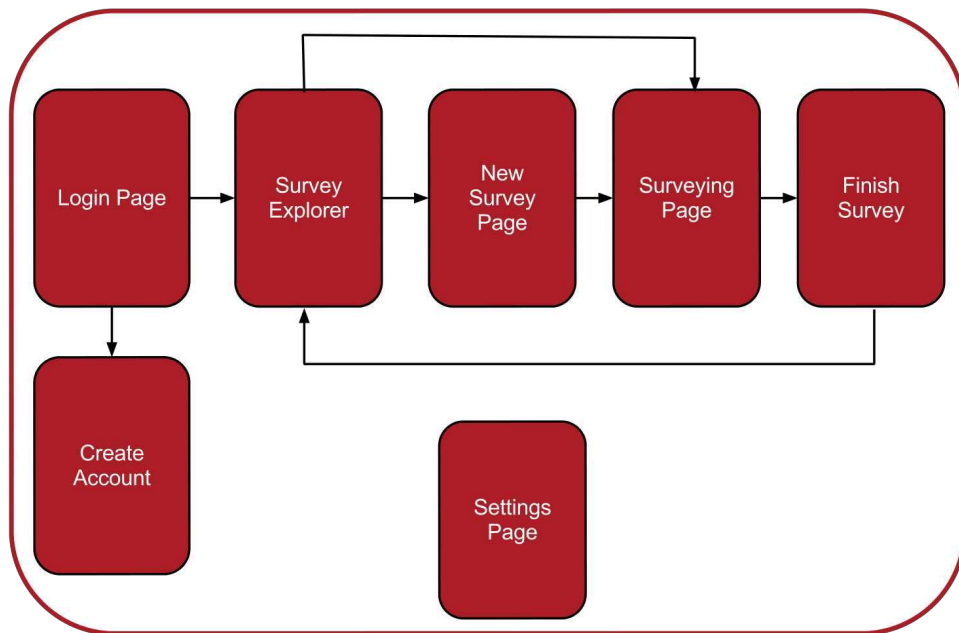 Login Page
Survey
Explorer
New
Survey
Page
Surveying
Page
Finish
Survey
Create
Account
Settings
Page